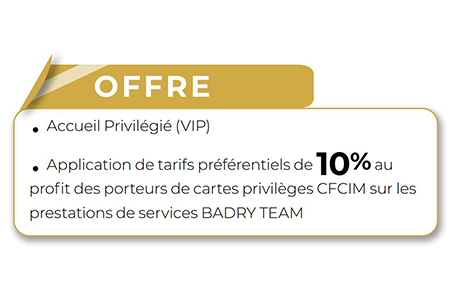 OFFRE
• Accueil Privilégié (VIP)
• Application de tarifs préférentiels de 10% au
profit des porteurs de cartes privilèges CFCIM sur les
prestations de services BADRY TEAM